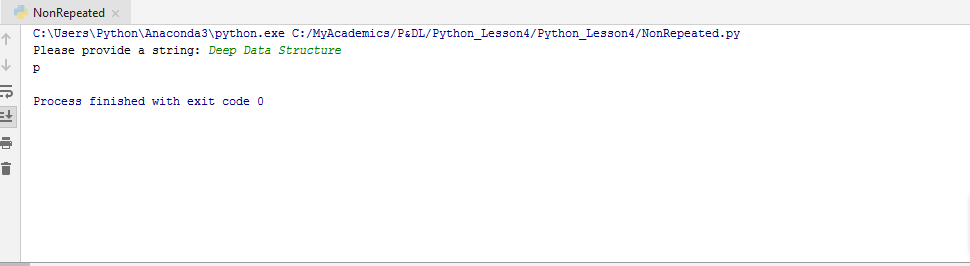 NonRepeated
C:\Users\Python\Anaconda3\python.exe C:/MyAcademics/P&DL/Python_Lesson4/Python_Lesson4/NonRepeated.py
Please provide a string: Deep Data Structure
p
Process finished with exit code 0